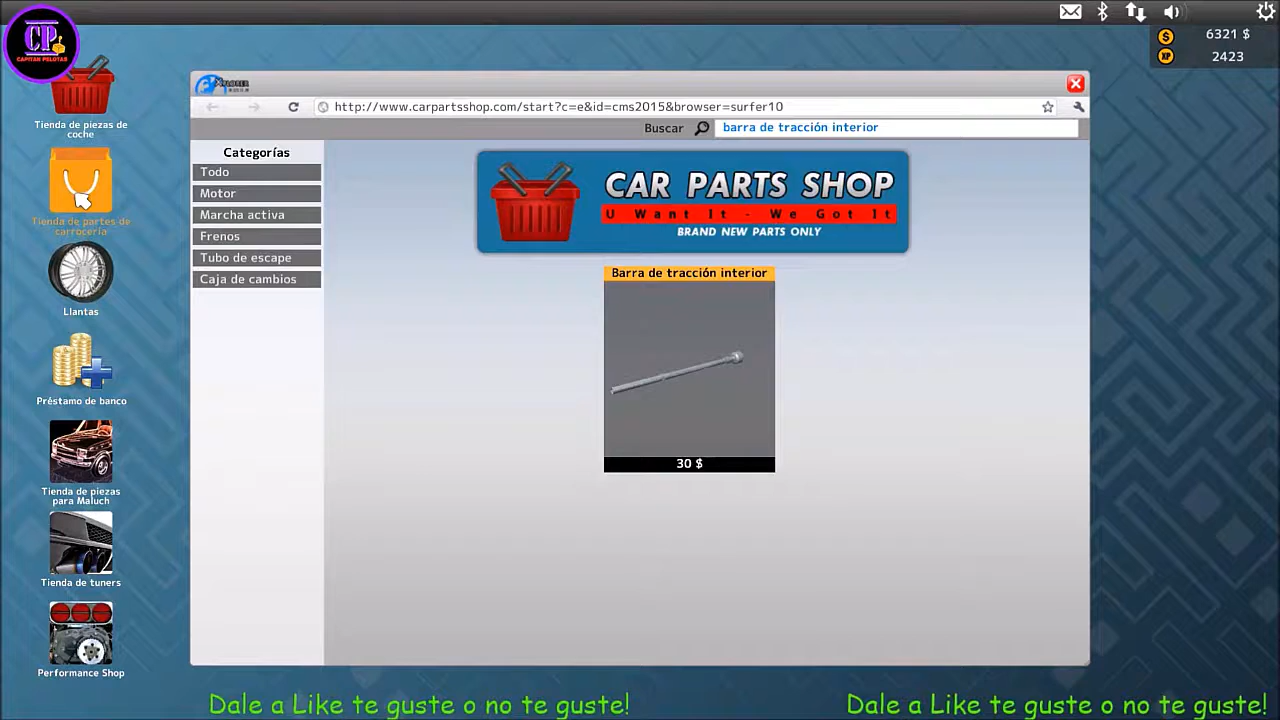 CP
CAPITAN PELOTAS
6321 $
2423
Tienda de piezas de
coche
Tienda de partes de
carrocería
Llantas
Préstamo de banco
Tienda de piezas
para Maluch
Tienda de tuners
Performance Shop
http://www.carpartsshop.com/start?c=e&id=cms2015&browser=surfer10
Buscar
barra de tracción interior
Categorías
Todo
Motor
Marcha activa
Frenos
Tubo de escape
Caja de cambios
CAR PARTS SHOP
U Want It - We Got It
BRAND NEW PARTS ONLY
Barra de tracción interior
30 $
Dale a Like te guste o no te guste!
Dale a Like te guste o no te guste!